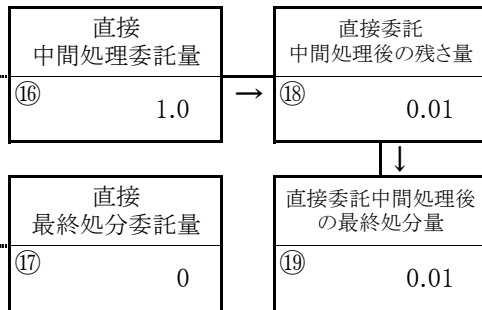 直接
中間処理委託量
⑯
1.0
→
直接委託
中間処理後の残さ量
⑱
0.01
↓
直接
最終処分委託量
⑰
0
直接委託中間処理後
の最終処分量
⑲
0.01